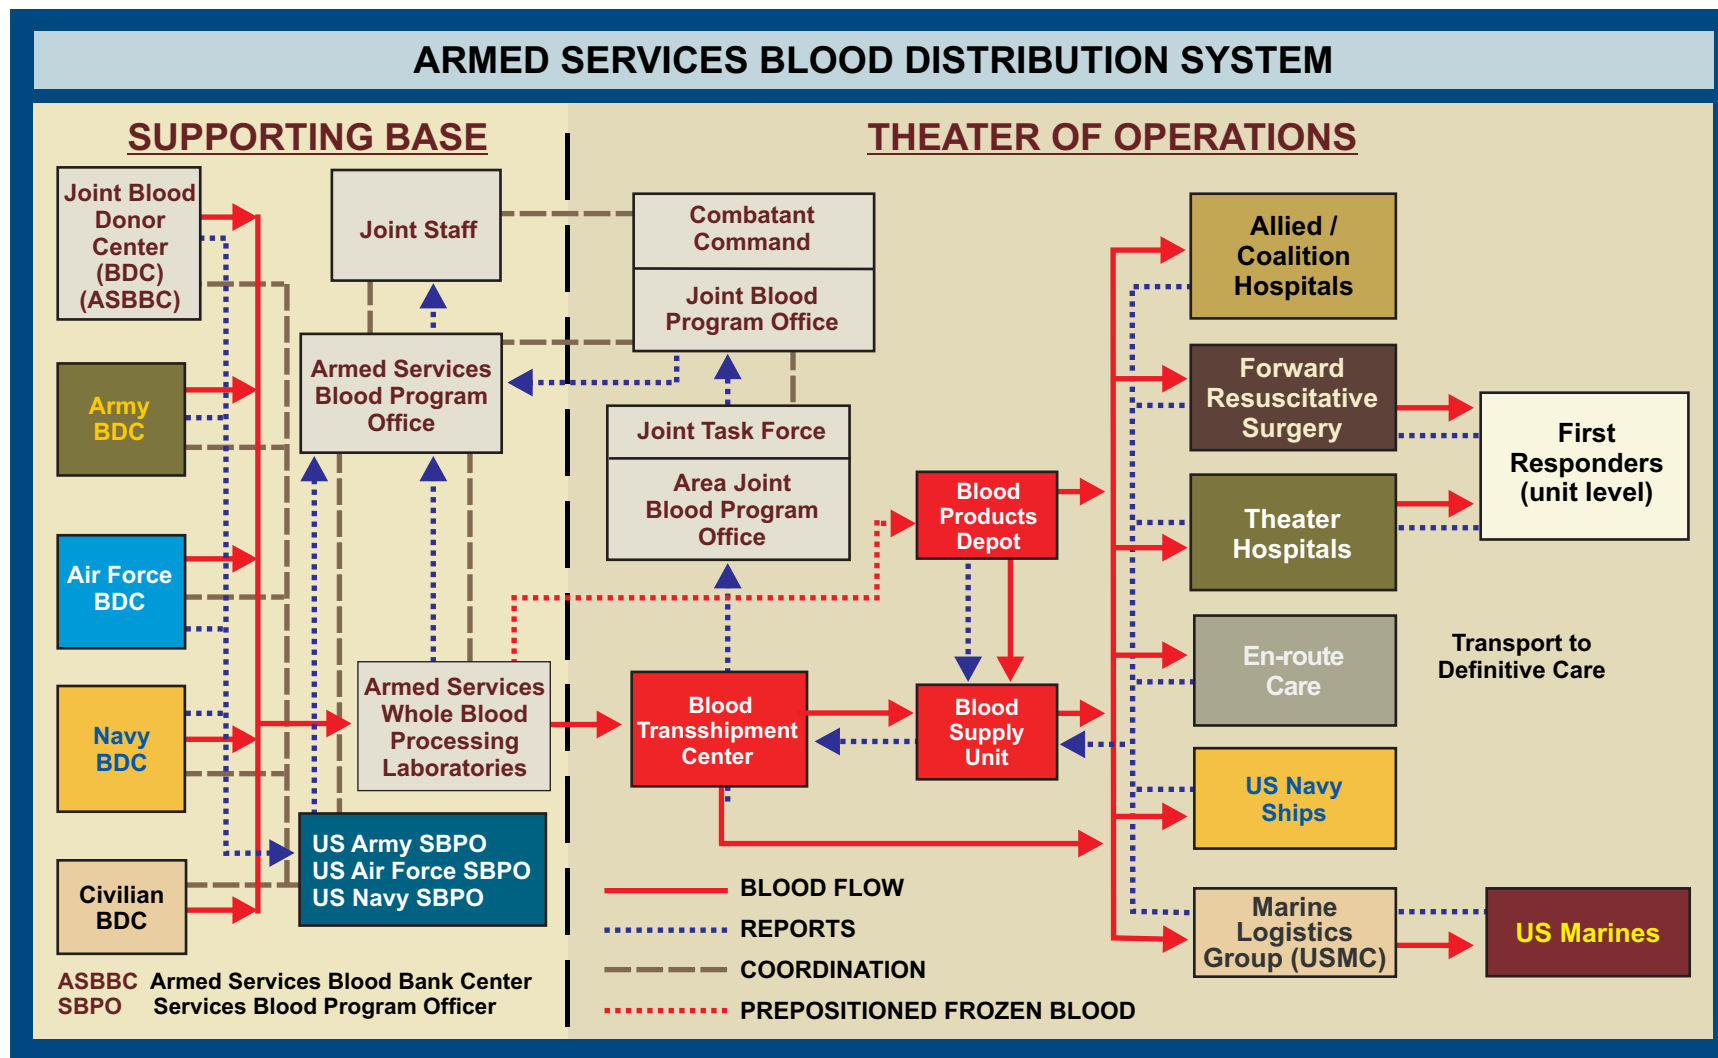 ARMED SERVICES BLOOD DISTRIBUTION SYSTEM
SUPPORTING BASE
Joint Blood
Donor
Center
(BDC)
(ASBBC)
Army
BDC
Air Force
BDC
Navy
BDC
Civilian
BDC
Joint Staff
Armed Services
Blood Program
Office
Armed Services
Whole Blood
Processing
Laboratories
US Army SBPO
US Air Force SBPO
US Navy SBPO
ASBBC Armed Services Blood Bank Center
SBPO Services Blood Program Officer
THEATER OF OPERATIONS
Combatant
Command
Joint Blood
Program Office
Joint Task Force
Area Joint
Blood Program
Office
Blood
Transshipment
Center
Blood
Products
Depot
Blood
Supply
Unit
Allied /
Coalition
Hospitals
Forward
Resuscitative
Surgery
Theater
Hospitals
En-route
Care
US Navy
Ships
Marine
Logistics
Group (USMC)
First
Responders
(unit level)
Transport to
Definitive Care
US Marines
BLOOD FLOW
REPORTS
COORDINATION
PREPOSITIONED FROZEN BLOOD